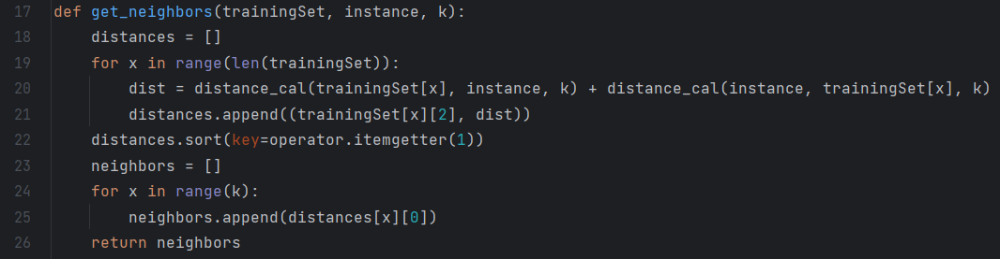 17 def get_neighbors(trainingSet, instance, k):
18     distances = []
19     for x in range(len(trainingSet)):
20         dist = distance_cal(trainingSet[x], instance, k) + distance_cal(instance, trainingSet[x], k)
21         distances.append((trainingSet[x][2], dist))
22     distances.sort(key=operator.itemgetter(1))
23     neighbors = []
24     for x in range(k):
25         neighbors.append(distances[x][0])
26     return neighbors